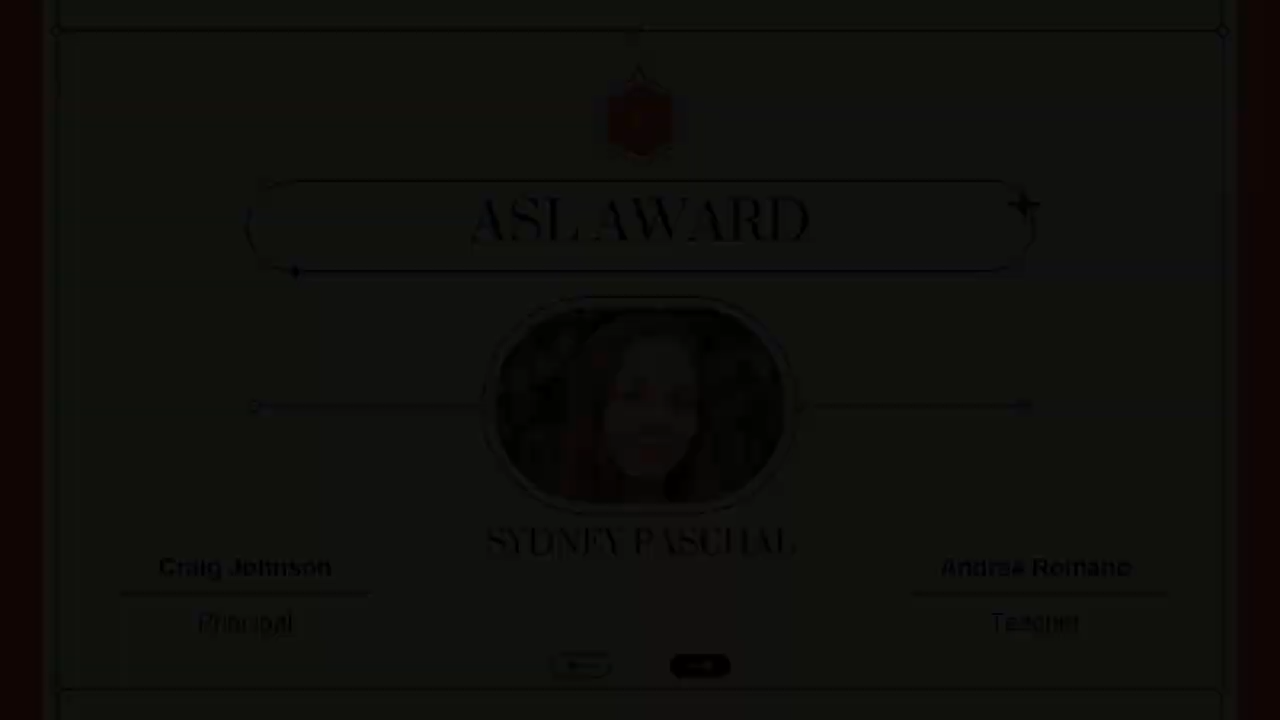 ASL AWARD
SYDNEY PASCHAL
Craig Johnson
Andrea Romano
Principal
Teacher